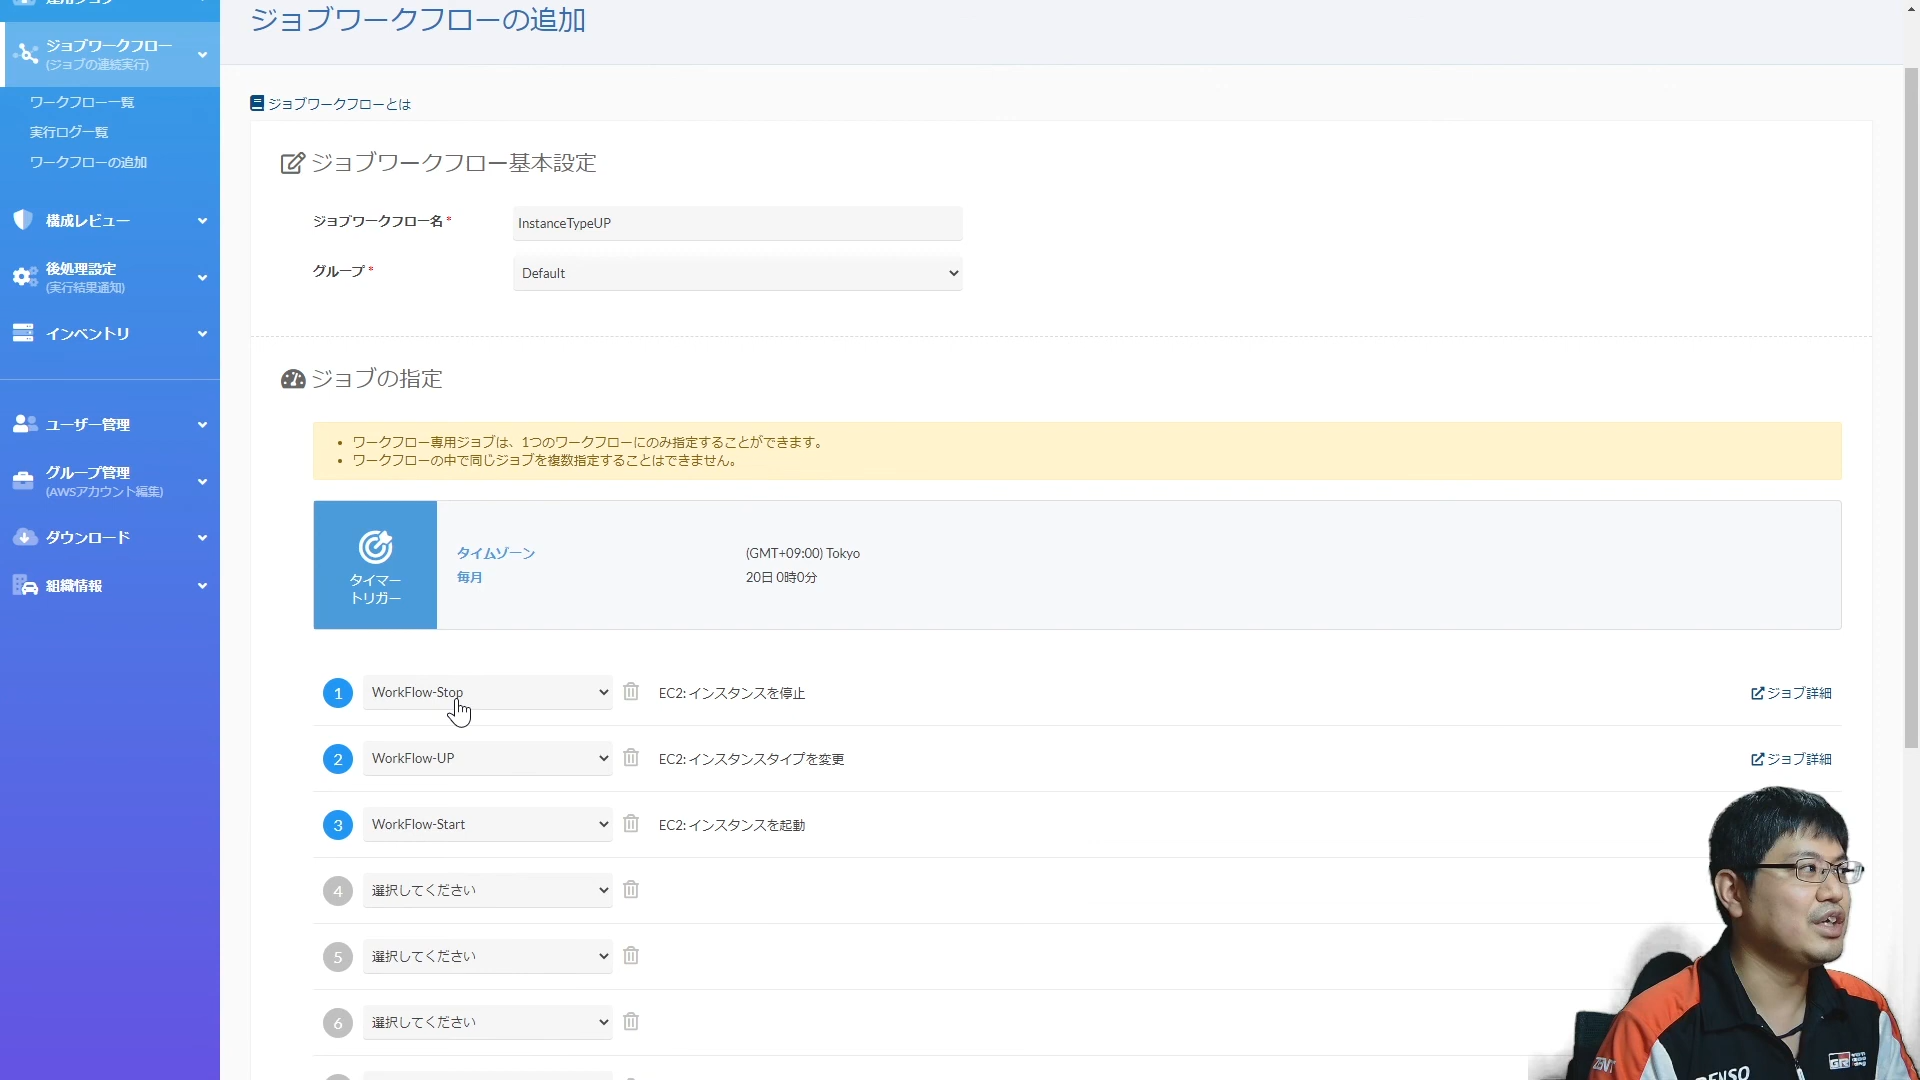 ジョブワークフローの追加
ジョブワークフロー
(ジョブの連続実行)
ワークフロー一覧
実行ログ一覧
ワークフローの追加
構成レビュー
後処理設定
(実行結果通知)
インベントリ
ユーザー管理
グループ管理
(AWSアカウント編集)
ダウンロード
組織情報
ジョブワークフローとは
ジョブワークフロー基本設定
ジョブワークフロー名*
InstanceTypeUP
グループ*
Default
ジョブの指定
• ワークフロー専用ジョブは、1つのワークフローにのみ指定することができます。
• ワークフローの中で同じジョブを複数指定することはできません。
タイマー
トリガー
タイムゾーン (GMT+09:00) Tokyo
毎月 20日 0時0分
1 WorkFlow-Stop EC2: インスタンスを停止 ジョブ詳細
2 WorkFlow-UP EC2: インスタンスタイプを変更 ジョブ詳細
3 WorkFlow-Start EC2: インスタンスを起動
4 選択してください
5 選択してください
6 選択してください
ZENT
GR
DENSO